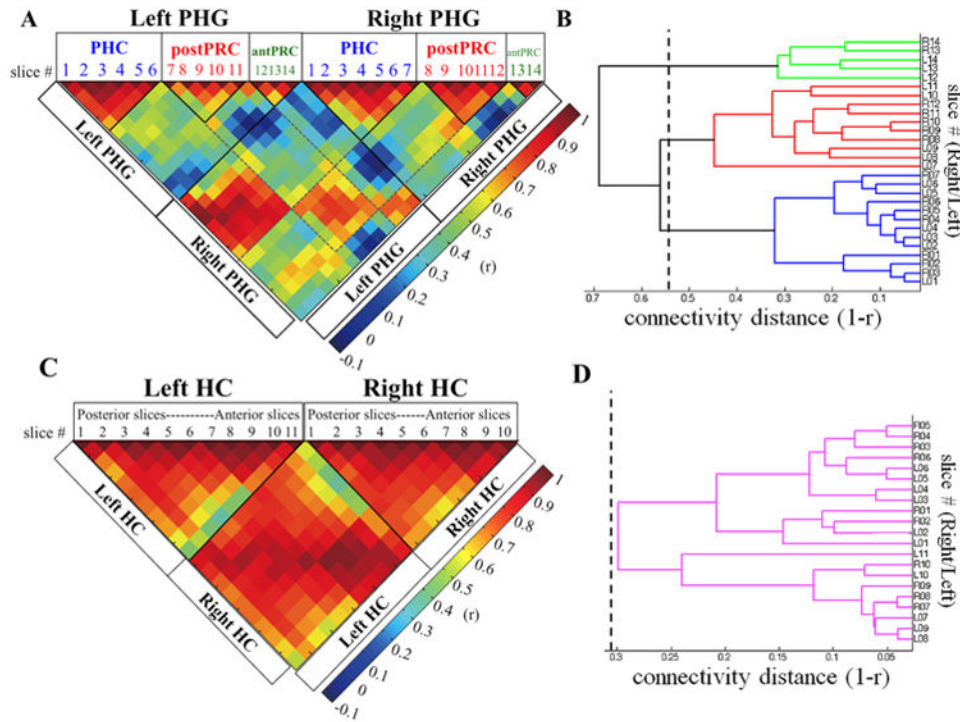 A
Left PHG Right PHG
PHC postPRC antPRC PHC postPRC antPRC
slice # 1 2 3 4 5 6 7 8 9 10 11 12 13 14 1 2 3 4 5 6 7 8 9 10 11 12 13 14
Left PHG
Right PHG
Left PHG
Right PHG
1
0.9
0.8
0.7
0.6
0.5
0.4
0.3
0.2
0.1
0
-0.1
(r)
B
R14
R13
L14
L13
L12
L11
L10
R12
R11
R10
R09
R08
L09
L08
L07
R07
L06
L05
R06
R05
R04
L04
L03
L02
R01
R02
R03
L01
slice # (Right/Left)
0.7 0.6 0.5 0.4 0.3 0.2 0.1
connectivity distance (1-r)
C
Left HC Right HC
Posterior slices----------Anterior slices Posterior slices------Anterior slices
slice # 1 2 3 4 5 6 7 8 9 10 11 1 2 3 4 5 6 7 8 9 10
Left HC
Right HC
Left HC
Right HC
1
0.9
0.8
0.7
0.6
0.5
0.4
0.3
0.2
0.1
0
-0.1
(r)
D
R05
R04
R03
R06
L06
L05
L04
L03
R01
R02
L02
L01
L11
R10
L10
R09
R08
R07
L07
L09
L08
slice # (Right/Left)
0.3 0.25 0.2 0.15 0.1 0.05
connectivity distance (1-r)